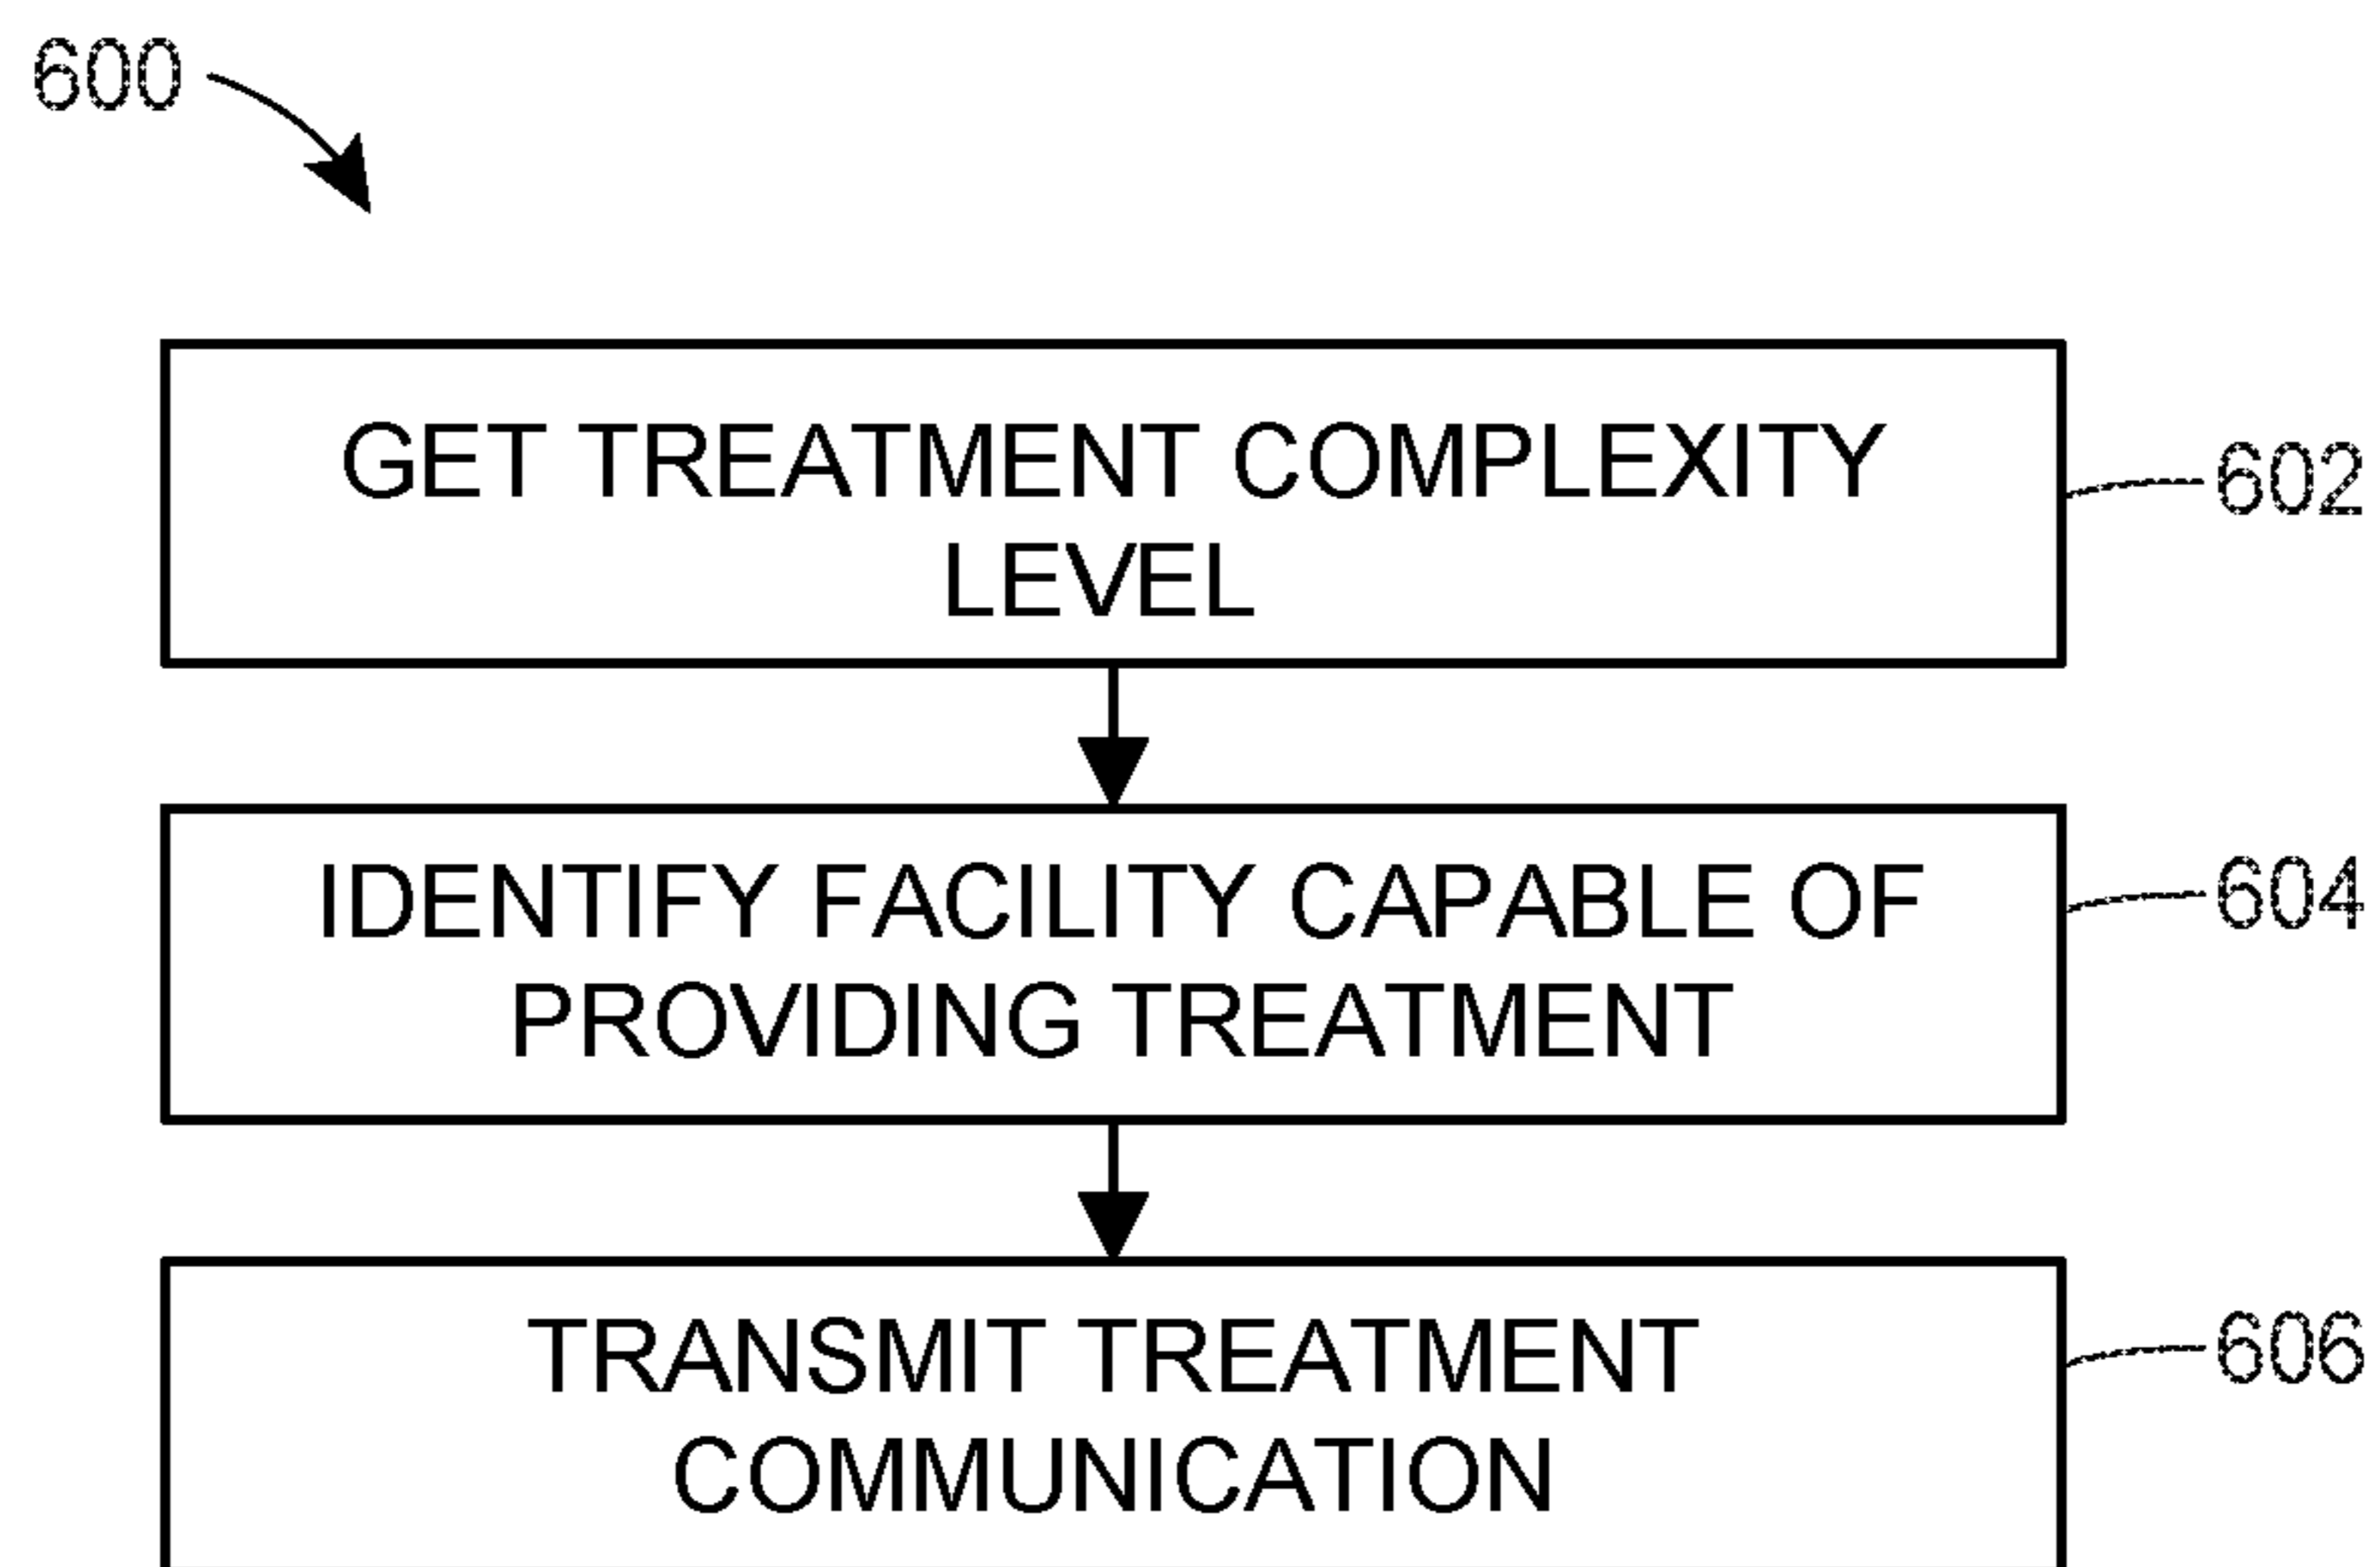 600
GET TREATMENT COMPLEXITY
LEVEL
602
IDENTIFY FACILITY CAPABLE OF
PROVIDING TREATMENT
604
TRANSMIT TREATMENT
COMMUNICATION
606